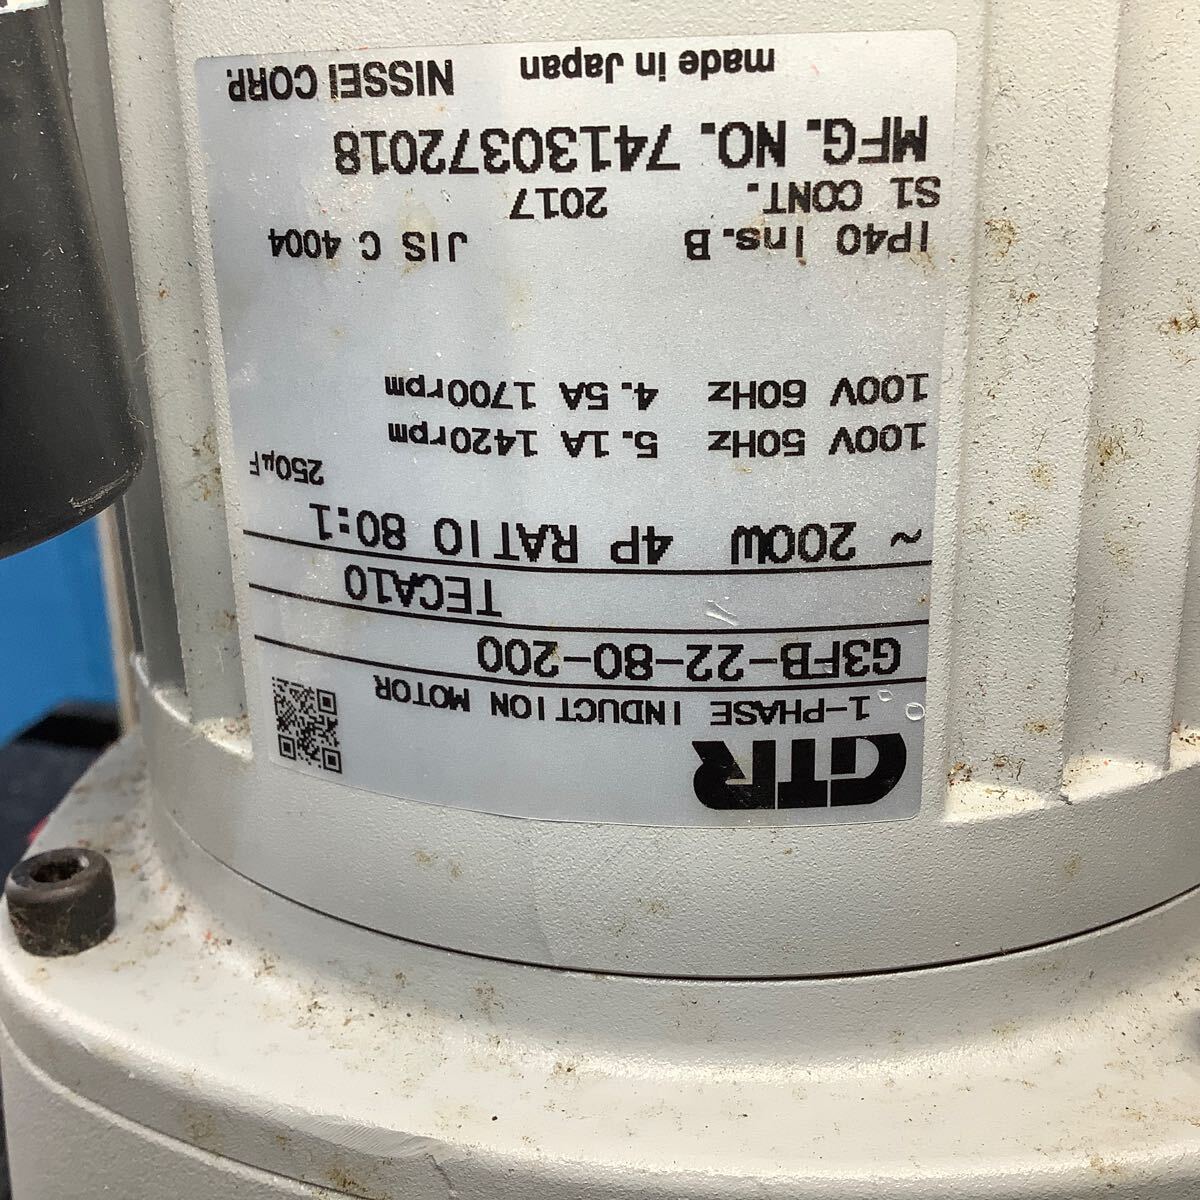 GTR
1-PHASE INDUCTION MOTOR
G3FB-22-80-200
TECA10
~ 200W 4P RATIO 80:1
250μF
100V 50Hz 5.1A 1420rpm
100V 60Hz 4.5A 1700rpm
IP40 Ins.B JIS C 4004
S1 CONT. 2017
MFG. NO. 74130372018
made in Japan NISSEI CORP.